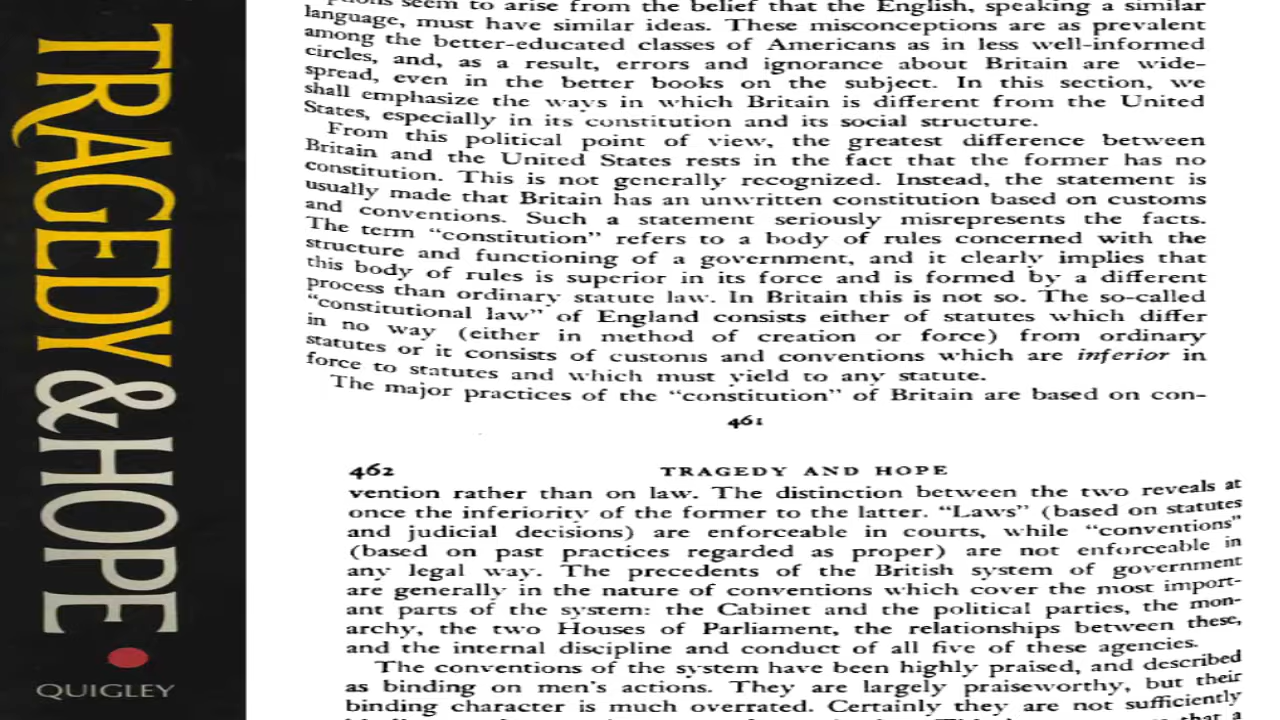 TRAGEDY & HOPE
QUIGLEY
seem to arise from the belief that the English, speaking a similar
language, must have similar ideas. These misconceptions are as prevalent
among the better-educated classes of Americans as in less well-informed
circles, and, as a result, errors and ignorance about Britain are wide-
spread, even in the better books on the subject. In this section, we
shall emphasize the ways in which Britain is different from the United
States, especially in its constitution and its social structure.
From this political point of view, the greatest difference between
Britain and the United States rests in the fact that the former has no
constitution. This is not generally recognized. Instead, the statement is
usually made that Britain has an unwritten constitution based on customs
and conventions. Such a statement seriously misrepresents the facts.
The term “constitution” refers to a body of rules concerned with the
structure and functioning of a government, and it clearly implies that
this body of rules is superior in its force and is formed by a different
process than ordinary statute law. In Britain this is not so. The so-called
“constitutional law” of England consists either of statutes which differ
in no way (either in method of creation or force) from ordinary
statutes or it consists of customs and conventions which are inferior in
force to statutes and which must yield to any statute.
The major practices of the “constitution” of Britain are based on con-
461
462 TRAGEDY AND HOPE
vention rather than on law. The distinction between the two reveals at
once the inferiority of the former to the latter. “Laws” (based on statutes
and judicial decisions) are enforceable in courts, while “conventions”
(based on past practices regarded as proper) are not enforceable in
any legal way. The precedents of the British system of government
are generally in the nature of conventions which cover the most import-
ant parts of the system: the Cabinet and the political parties, the mon-
archy, the two Houses of Parliament, the relationships between these,
and the internal discipline and conduct of all five of these agencies.
The conventions of the system have been highly praised, and described
as binding on men's actions. They are largely praiseworthy, but their
binding character is much overrated. Certainly they are not sufficiently